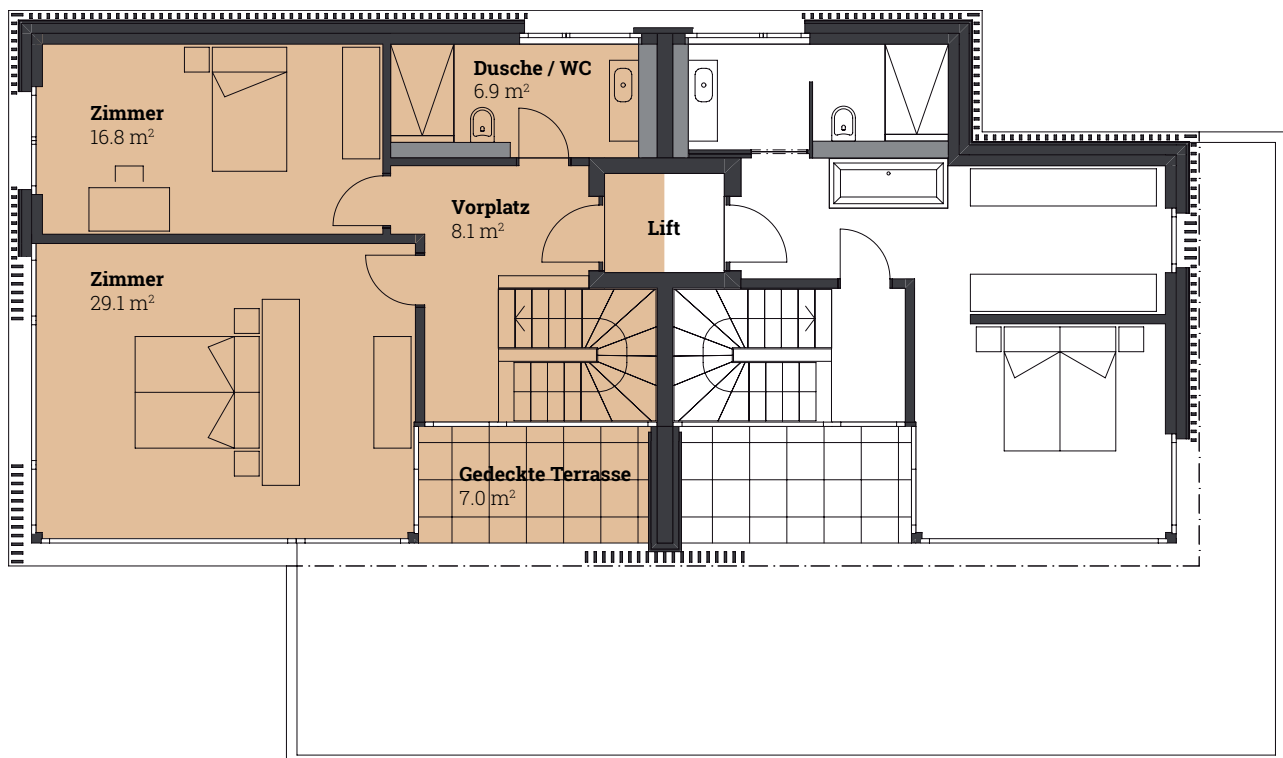 Dusche / WC
6.9 m²
Zimmer
16.8 m²
Vorplatz
8.1 m²
Lift
Zimmer
29.1 m²
Gedeckte Terrasse
7.0 m²